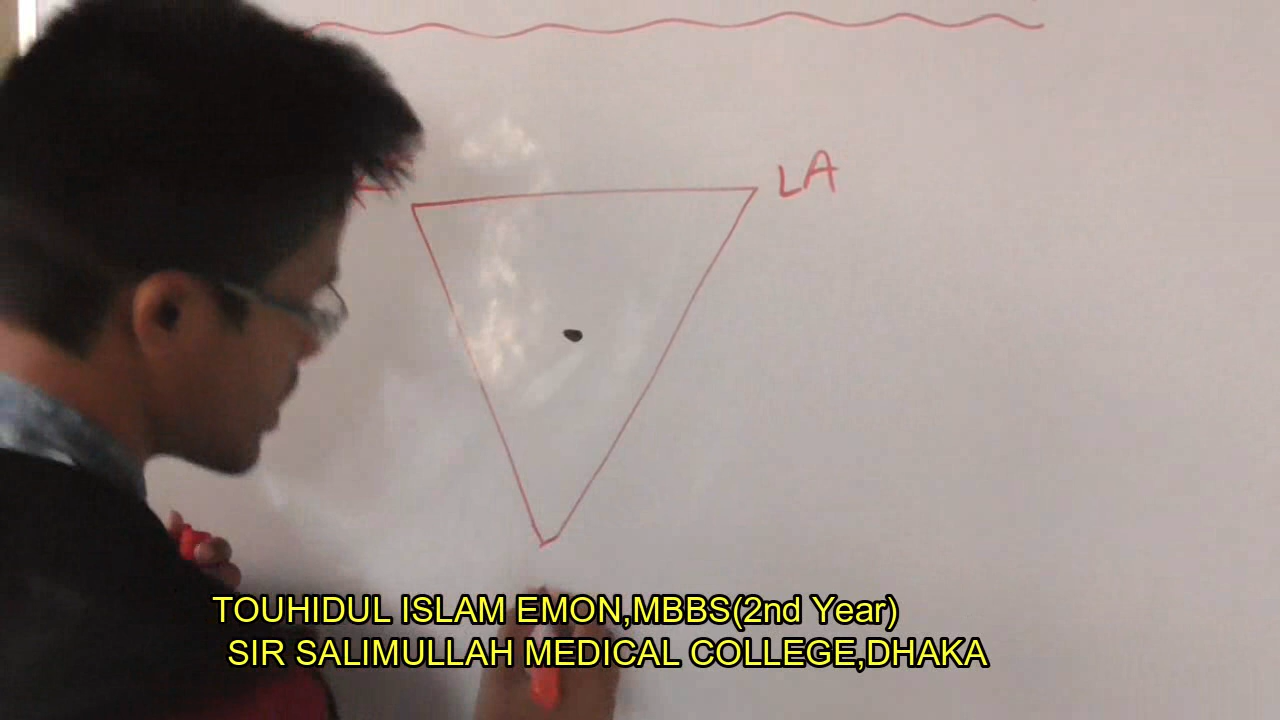 LA
TOUHIDUL ISLAM EMON,MBBS(2nd Year)
SIR SALIMULLAH MEDICAL COLLEGE,DHAKA